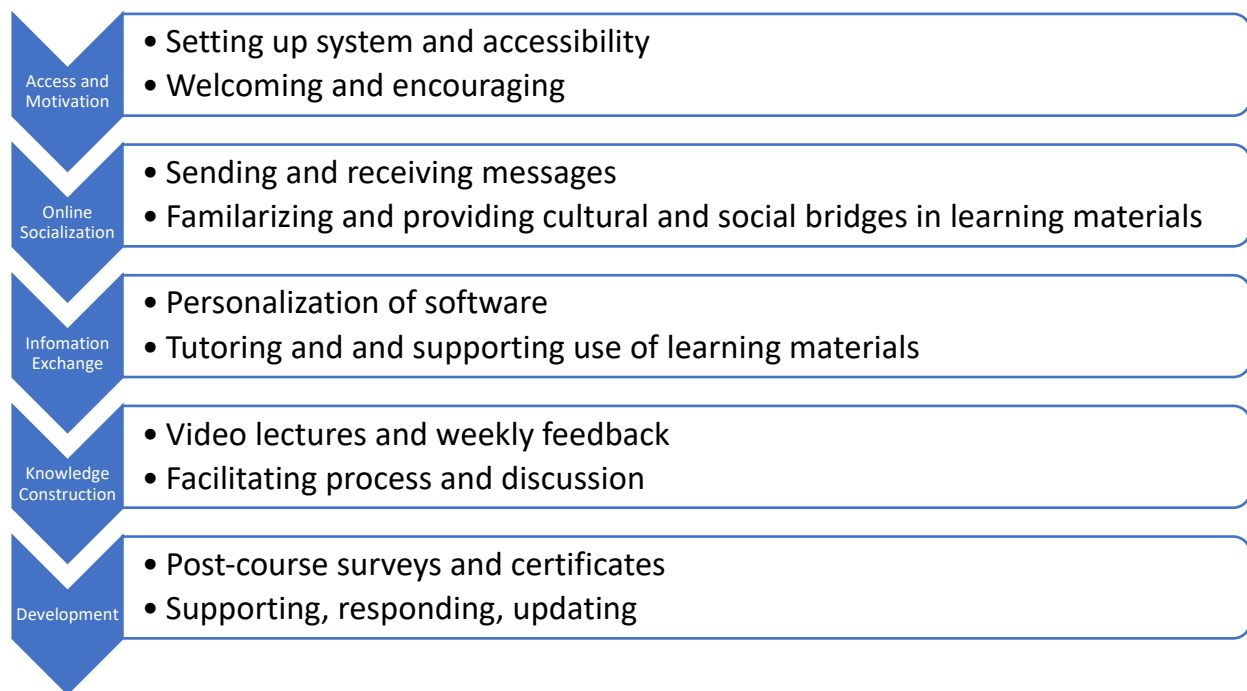 Access and
Motivation
• Setting up system and accessibility
• Welcoming and encouraging
Online
Socialization
• Sending and receiving messages
• Familarizing and providing cultural and social bridges in learning materials
Infomation
Exchange
• Personalization of software
• Tutoring and and supporting use of learning materials
Knowledge
Construction
• Video lectures and weekly feedback
• Facilitating process and discussion
Development
• Post-course surveys and certificates
• Supporting, responding, updating